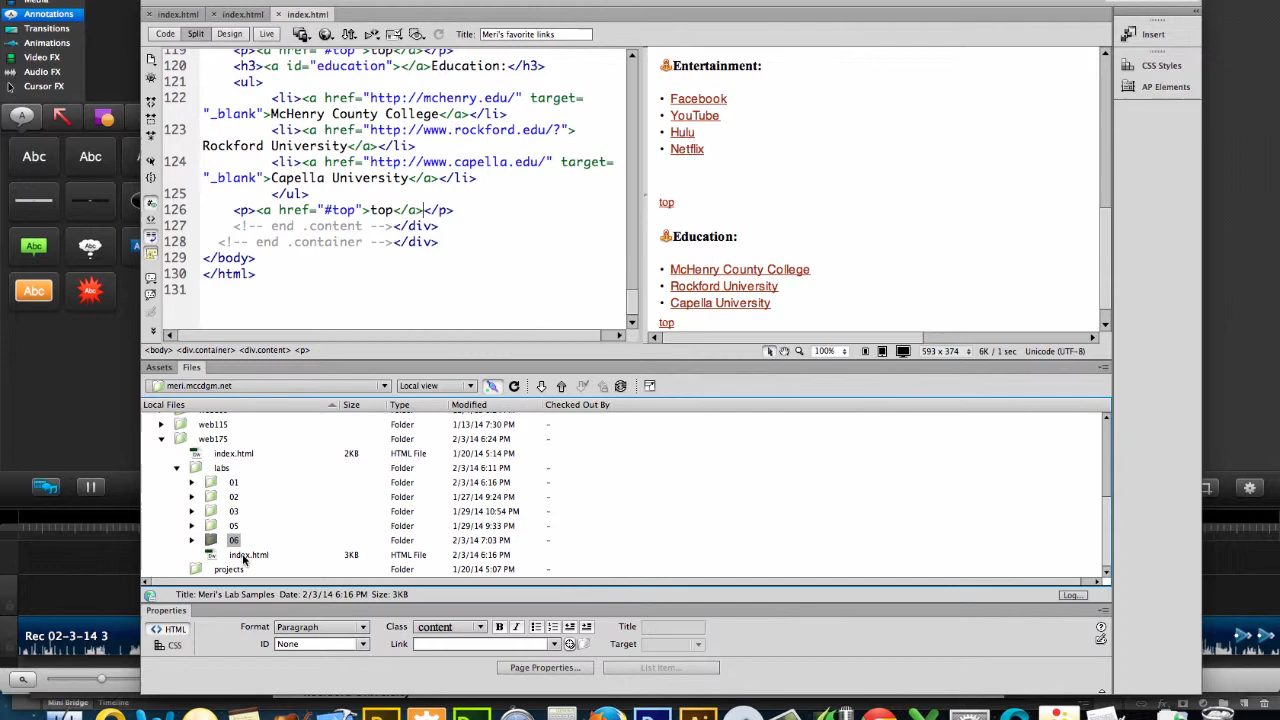 Annotations
Transitions
Animations
Video FX
Audio FX
Cursor FX
A
Abc
Abc
Abc
Abc
Abc
Rec 02-3-14 3
index.html
index.html
index.html
Code
Split
Design
Live
Title:
Meri's favorite links
119 <p><a href="#top">top</a></p>
120 <h3><a id="education"></a>Education:</h3>
121 <ul>
122 <li><a href="http://mchenry.edu/" target=
"_blank">McHenry County College</a></li>
123 <li><a href="http://www.rockford.edu/?">
Rockford University</a></li>
124 <li><a href="http://www.capella.edu/" target=
"_blank">Capella University</a></li>
125 </ul>
126 <p><a href="#top">top</a></p>
127 <!-- end .content --></div>
128 <!-- end .container --></div>
129 </body>
130 </html>
131
Entertainment:
• Facebook
• YouTube
• Hulu
• Netflix
top
Education:
• McHenry County College
• Rockford University
• Capella University
top
<body> <div.container> <div.content> <p>
100%
593 x 374
6K / 1 sec
Unicode (UTF-8)
Insert
CSS Styles
AP Elements
Assets
Files
meri.mccdgm.net
Local view
Local Files Size Type Modified Checked Out By
web115 Folder 1/13/14 7:30 PM -
web175 Folder 2/3/14 6:24 PM -
index.html 2KB HTML File 1/20/14 5:14 PM
labs Folder 2/3/14 6:11 PM -
01 Folder 2/3/14 6:16 PM -
02 Folder 1/27/14 9:24 PM -
03 Folder 1/29/14 10:54 PM -
05 Folder 1/29/14 9:33 PM -
06 Folder 2/3/14 7:03 PM -
index.html 3KB HTML File 2/3/14 6:16 PM
projects Folder 1/20/14 5:07 PM -
Title: Meri's Lab Samples Date: 2/3/14 6:16 PM Size: 3KB
Log...
Properties
HTML
CSS
Format
Paragraph
Class
content
B
I
Title
ID
None
Link
Target
Page Properties...
List Item...
Mini Bridge
Timeline